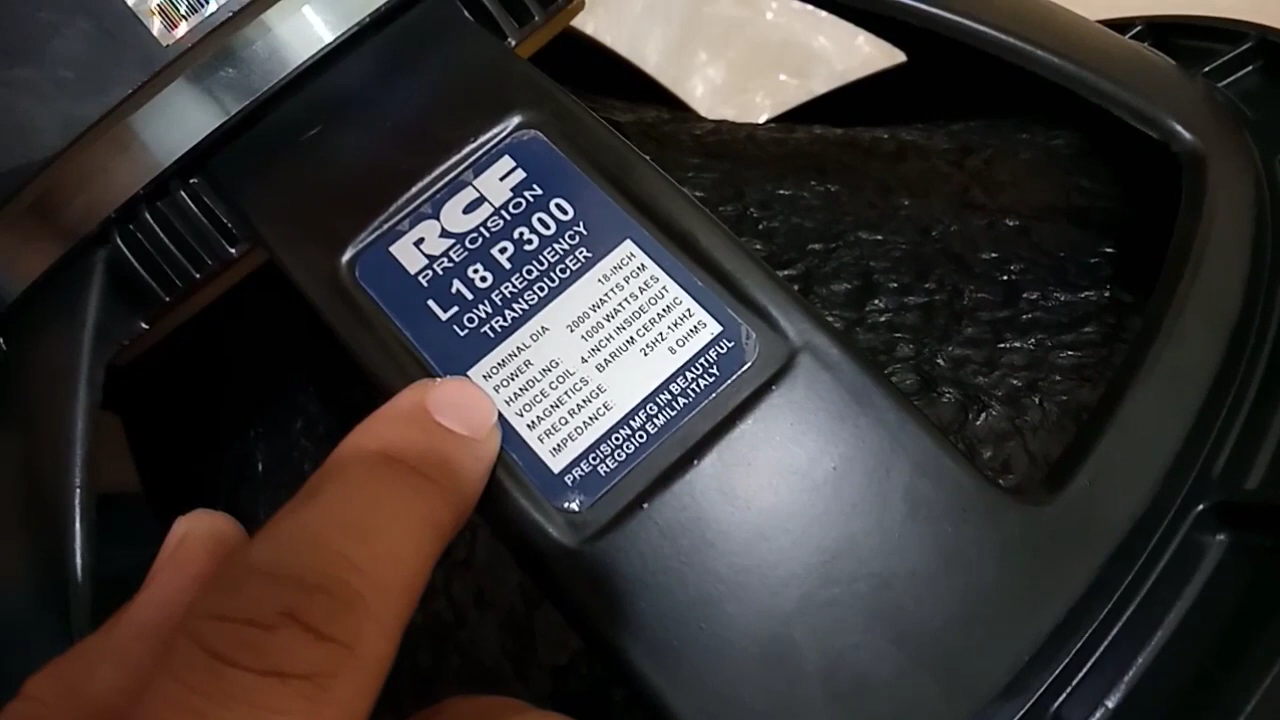 RCF
PRECISION
L18 P300
LOW FREQUENCY
TRANSDUCER
NOMINAL DIA 18-INCH
POWER 2000 WATTS PGM
HANDLING: 1000 WATTS AES
VOICE COIL 4-INCH INSIDE/OUT
MAGNETICS: BARIUM CERAMIC
FREQ.RANGE 25HZ-1KHZ
IMPEDANCE: 8 OHMS
PRECISION MFG IN BEAUTIFUL
REGGIO EMILIA,ITALY